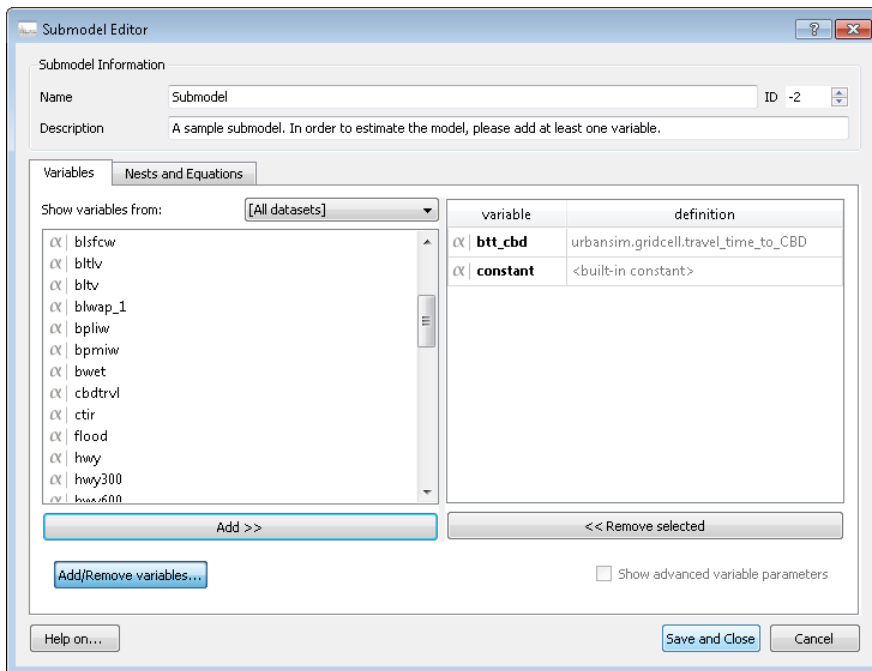 Submodel Editor
Submodel Information
Name Submodel ID -2
Description A sample submodel. In order to estimate the model, please add at least one variable.
Variables Nests and Equations
Show variables from: [All datasets]
variable definition
α btt_cbd urbansim.gridcell.travel_time_to_CBD
α constant <built-in constant>
α blsfcw
α bltlv
α bltv
α blwap_1
α bpliw
α bpmiw
α bwet
α cbdtrvl
α ctir
α flood
α hwy
α hwy300
α hwy600
Add >>
<< Remove selected
Add/Remove variables...
Show advanced variable parameters
Help on...
Save and Close
Cancel